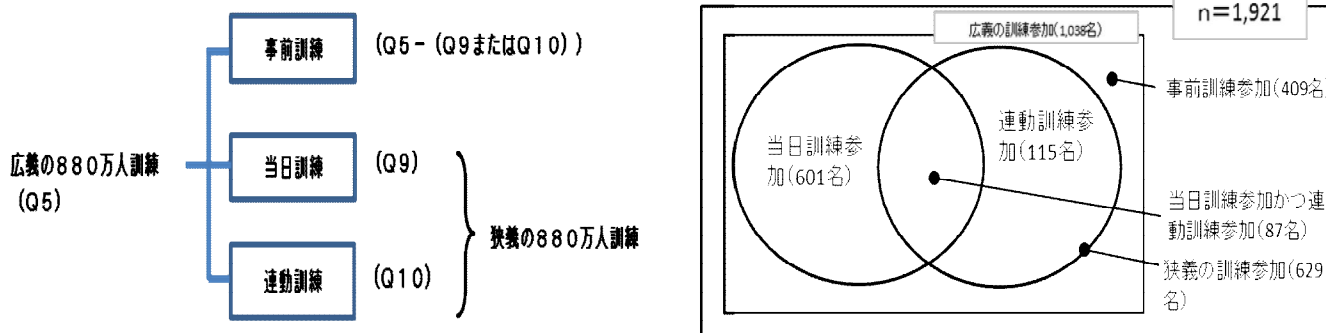 事前訓練
(Q5-(Q9またはQ10))
広義の880万人訓練
(Q5)
当日訓練
(Q9)
狭義の880万人訓練
連動訓練
(Q10)
n=1,921
広義の訓練参加(1,038名)
事前訓練参加(409名)
当日訓練参
加(601名)
連動訓練参
加(115名)
当日訓練参加かつ連
動訓練参加(87名)
狭義の訓練参加(629
名)